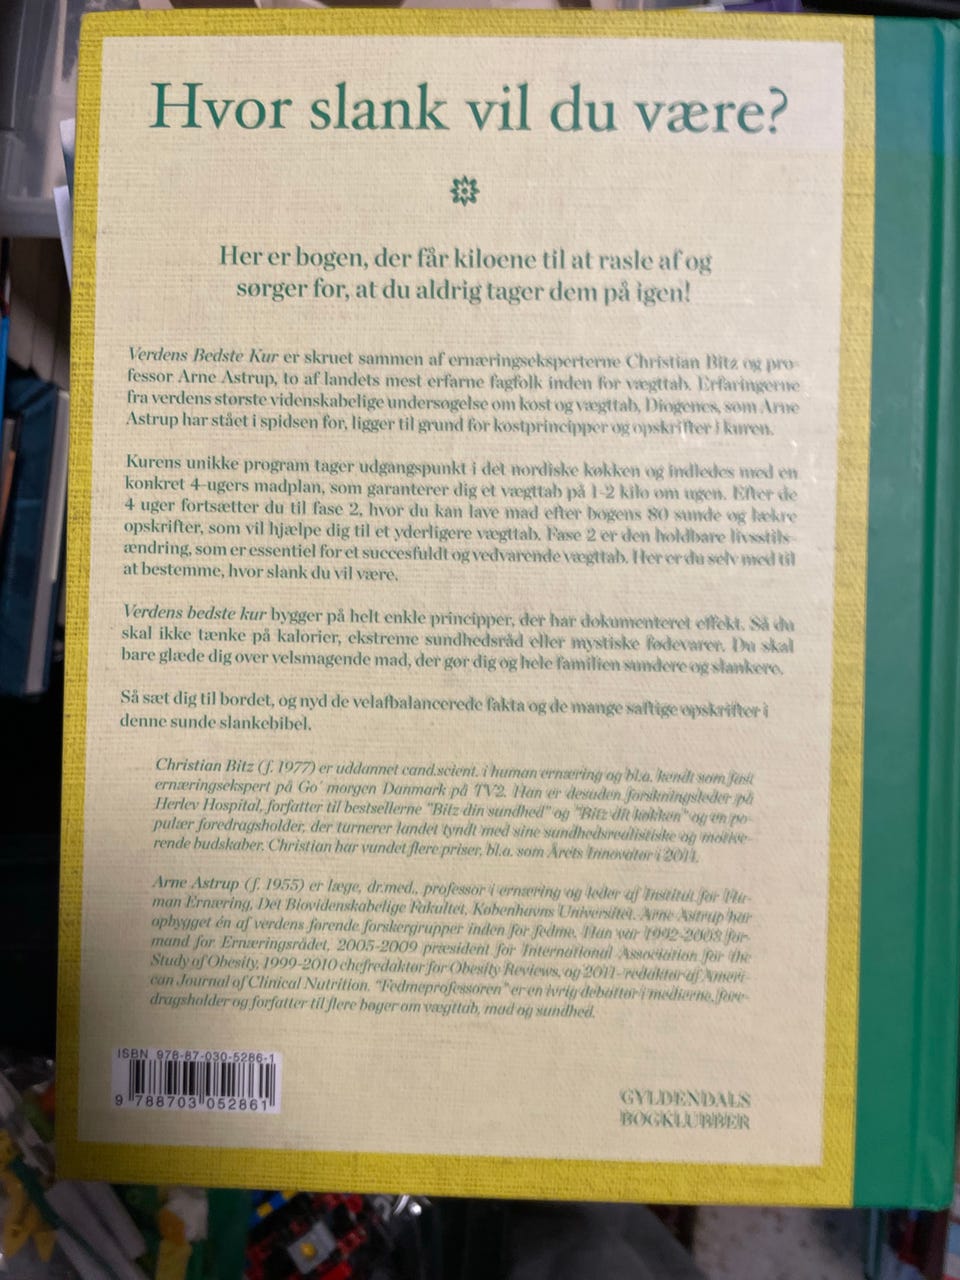 Hvor slank vil du være?
Her er bogen, der får kiloene til at rasle af og
sørger for, at du aldrig tager dem på igen!
Verdens Bedste Kur er skruet sammen af ernæringseksperterne Christian Bitz og pro-
fessor Arne Astrup, to af landets mest erfarne fagfolk inden for vægttab. Erfaringerne
fra verdens største videnskabelige undersøgelse om kost og vægttab, Diogenes, som Arne
Astrup har stået i spidsen for, ligger til grund for kostprincipper og opskrifter i kuren.
Kurens unikke program tager udgangspunkt i det nordiske køkken og indledes med en
konkret 4-ugers madplan, som garanterer dig et vægttab på 1-2 kilo om ugen. Efter de
4 uger fortsætter du til fase 2, hvor du kan lave mad efter bogens 80 sunde og lækre
opskrifter, som vil hjælpe dig til et yderligere vægttab. Fase 2 er den holdbare livsstils-
ændring, som er essentiel for et succesfuldt og vedvarende vægttab. Her er du selv med til
at bestemme, hvor slank du vil være.
Verdens bedste kur bygger på helt enkle principper, der har dokumenteret effekt. Så du
skal ikke tænke på kalorier, ekstreme sundhedsråd eller mystiske fødevarer. Du skal
bare glæde dig over velsmagende mad, der gør dig og hele familien sundere og slankere.
Så sæt dig til bordet, og nyd de velafbalancerede fakta og de mange saftige opskrifter i
denne sunde slankebibel.
Christian Bitz (f. 1977) er uddannet cand.scient. i human ernæring og bl.a. kendt som fast
ernæringsekspert på Go' morgen Danmark på TV2. Han er desuden forskningsleder på
Herlev Hospital, forfatter til bestsellerne "Bitz din sundhed" og "Bitz dit køkken" og en po-
pulær foredragsholder, der turnerer landet tyndt med sine sundhedsrealistiske og motive-
rende budskaber. Christian har vundet flere priser, bl.a. som Årets Innovatør i 2011.
Arne Astrup (f. 1955) er læge, dr.med., professor i ernæring og leder af Institut for Hu-
man Ernæring, Det Biovidenskabelige Fakultet, Københavns Universitet. Arne Astrup har
opbygget én af verdens førende forskergrupper inden for fedme. Han var 1992-2003 for-
mand for Ernæringsrådet, 2005-2009 præsident for International Association for the
Study of Obesity, 1999-2010 chefredaktør for Obesity Reviews, og 2011- redaktør af Ameri-
can Journal of Clinical Nutrition. "Fedmeprofessoren" er en ivrig debattør i medierne, fore-
dragsholder og forfatter til flere bøger om vægttab, mad og sundhed.
ISBN 978-87-030-5286-1
9 788703 052861
GYLDENDALS
BOGKLUBBER